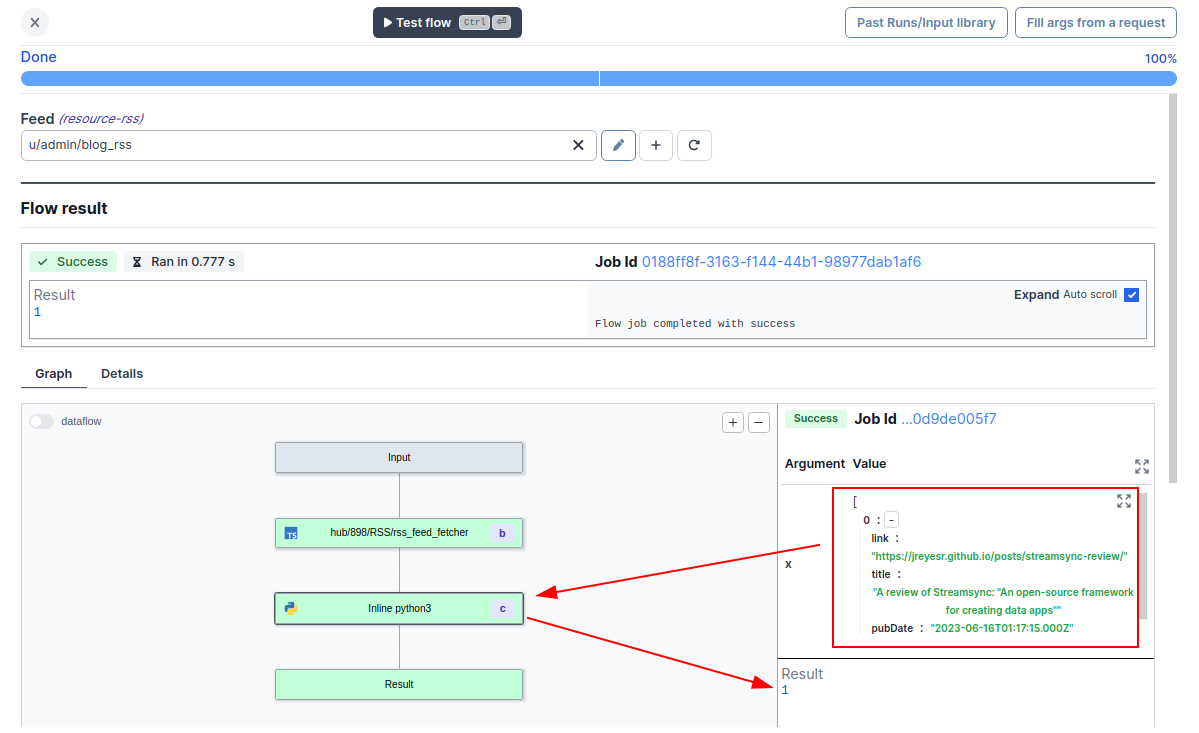 Test flow Ctrl ⏎
Past Runs/Input library
Fill args from a request
Done
100%
Feed (resource-rss)
u/admin/blog_rss
Flow result
Success
Ran in 0.777 s
Job Id 0188ff8f-3163-f144-44b1-98977dab1af6
Result
1
Expand Auto scroll
Flow job completed with success
Graph
Details
dataflow
Input
TS hub/898/RSS/rss_feed_fetcher b
Inline python3 c
Result
Success
Job Id ...0d9de005f7
Argument Value
x
[
0 : -
link :
"https://jreyesr.github.io/posts/streamsync-review/"
title :
"A review of Streamsync: "An open-source framework
for creating data apps""
pubDate : "2023-06-16T01:17:15.000Z"
Result
1